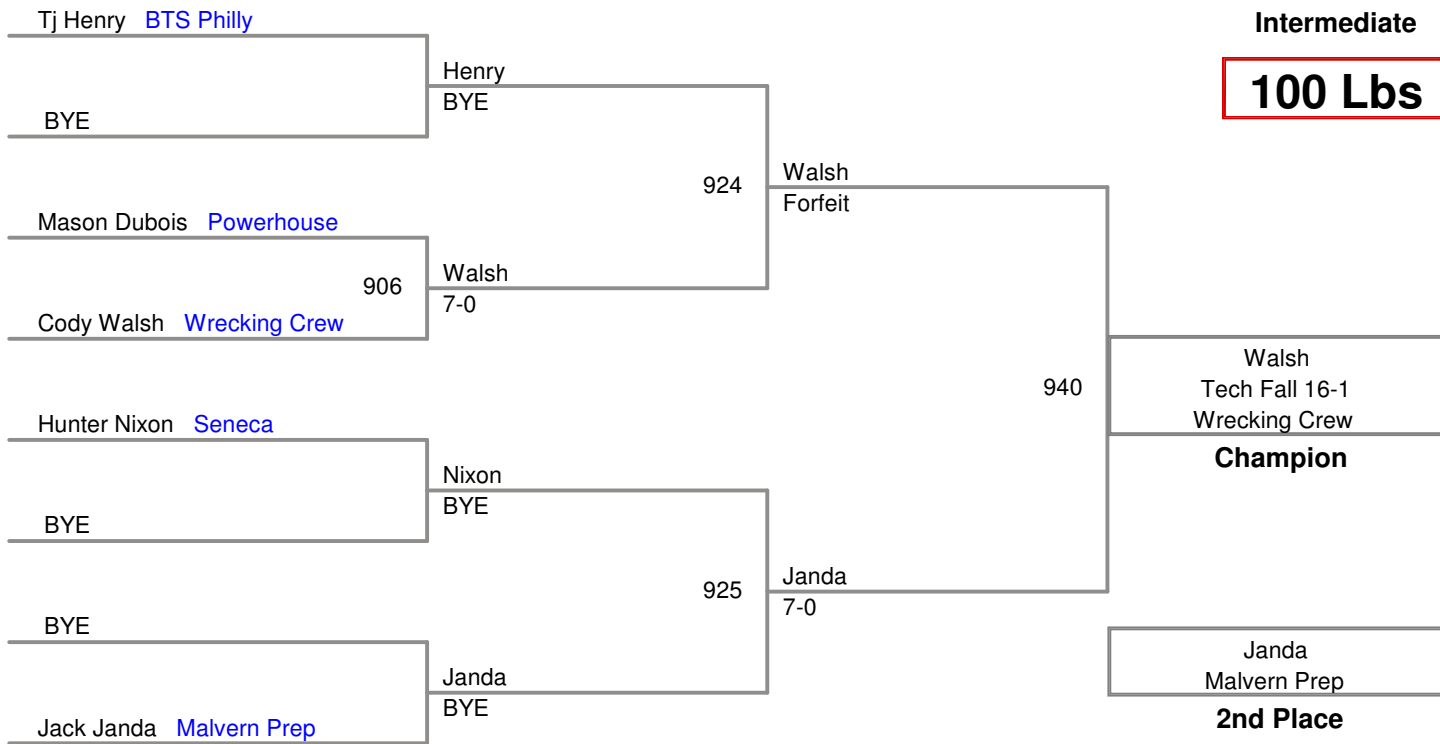 Tj Henry BTS Philly
BYE
Henry
BYE
Mason Dubois Powerhouse
906
Cody Walsh Wrecking Crew
Walsh
7-0
924
Walsh
Forfeit
Hunter Nixon Seneca
BYE
Nixon
BYE
BYE
Jack Janda Malvern Prep
Janda
BYE
925
Janda
7-0
940
Intermediate
100 Lbs
Walsh
Tech Fall 16-1
Wrecking Crew
Champion
Janda
Malvern Prep
2nd Place